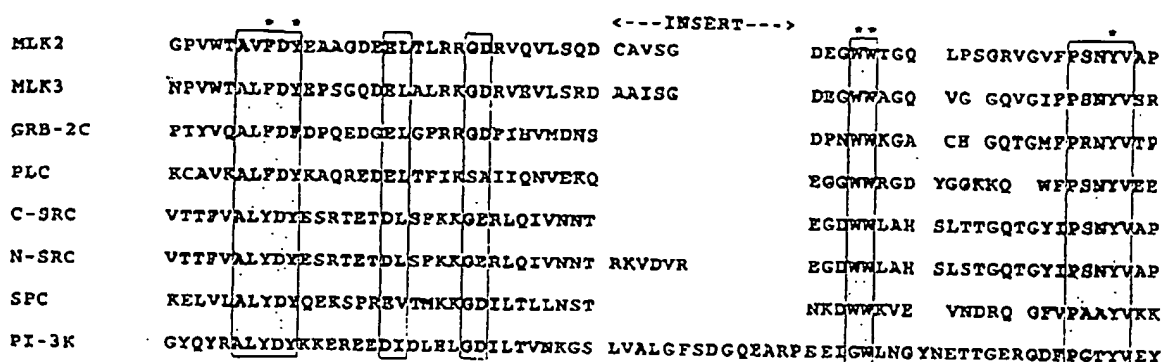 * * <---INSERT---> ** *
MLK2 GPVWTAVFDYEAAGDEELTLRRGDRVQVLSQD CAVSG DEGWWTGQ LPSGRVGVFPSNYVAP
MLK3 NPVWTALFDYEPSGQDELALRKGDRVEVLSRD AAISG DEGWWAGQ VG GQVGIFPSNYVSR
GRB-2C PTYVQALFDFDPQEDGELGFRRGDFIHVMDNS DPNWWKGA CH GQTGMFPRNYVTP
PLC KCAVKALFDYKAQREDELTFIKSAIIQNVEKQ EGGWWRGD YGGKKQ WFPSNYVEE
C-SRC VTTFVALYDYESRTETDLSFKKGERLQIVNNT EGDWWLAH SLTTGQTGYIPSNYVAP
N-SRC VTTFVALYDYESRTETDLSFKKGERLQIVNNT RKVDVR EGDWWLAH SLSTGQTGYIPSNYVAP
SPC KELVLALYDYQEKSPREVTMKKGDILTLLNST NKDWWKVE VNDRQ GFVPAAYVKK
PI-3K GYQYRALYDYKKEREEDIDLHLGDILTVNKGS LVALGFSDGQEARPEEIGWLNGYNETTGERGDFPGTYVEY